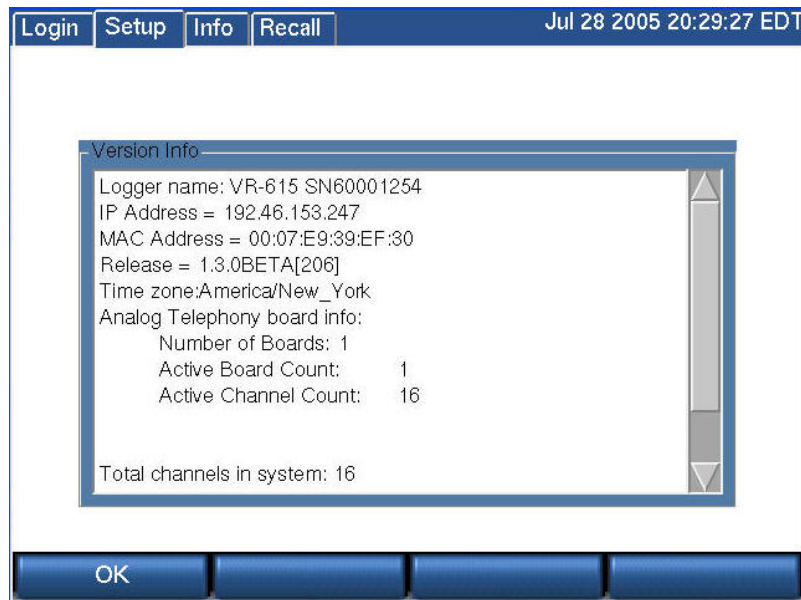 Login Setup Info Recall Jul 28 2005 20:29:27 EDT
Version Info
Logger name: VR-615 SN60001254
IP Address = 192.46.153.247
MAC Address = 00:07:E9:39:EF:30
Release = 1.3.0BETA[206]
Time zone:America/New_York
Analog Telephony board info:
Number of Boards: 1
Active Board Count: 1
Active Channel Count: 16
Total channels in system: 16
OK